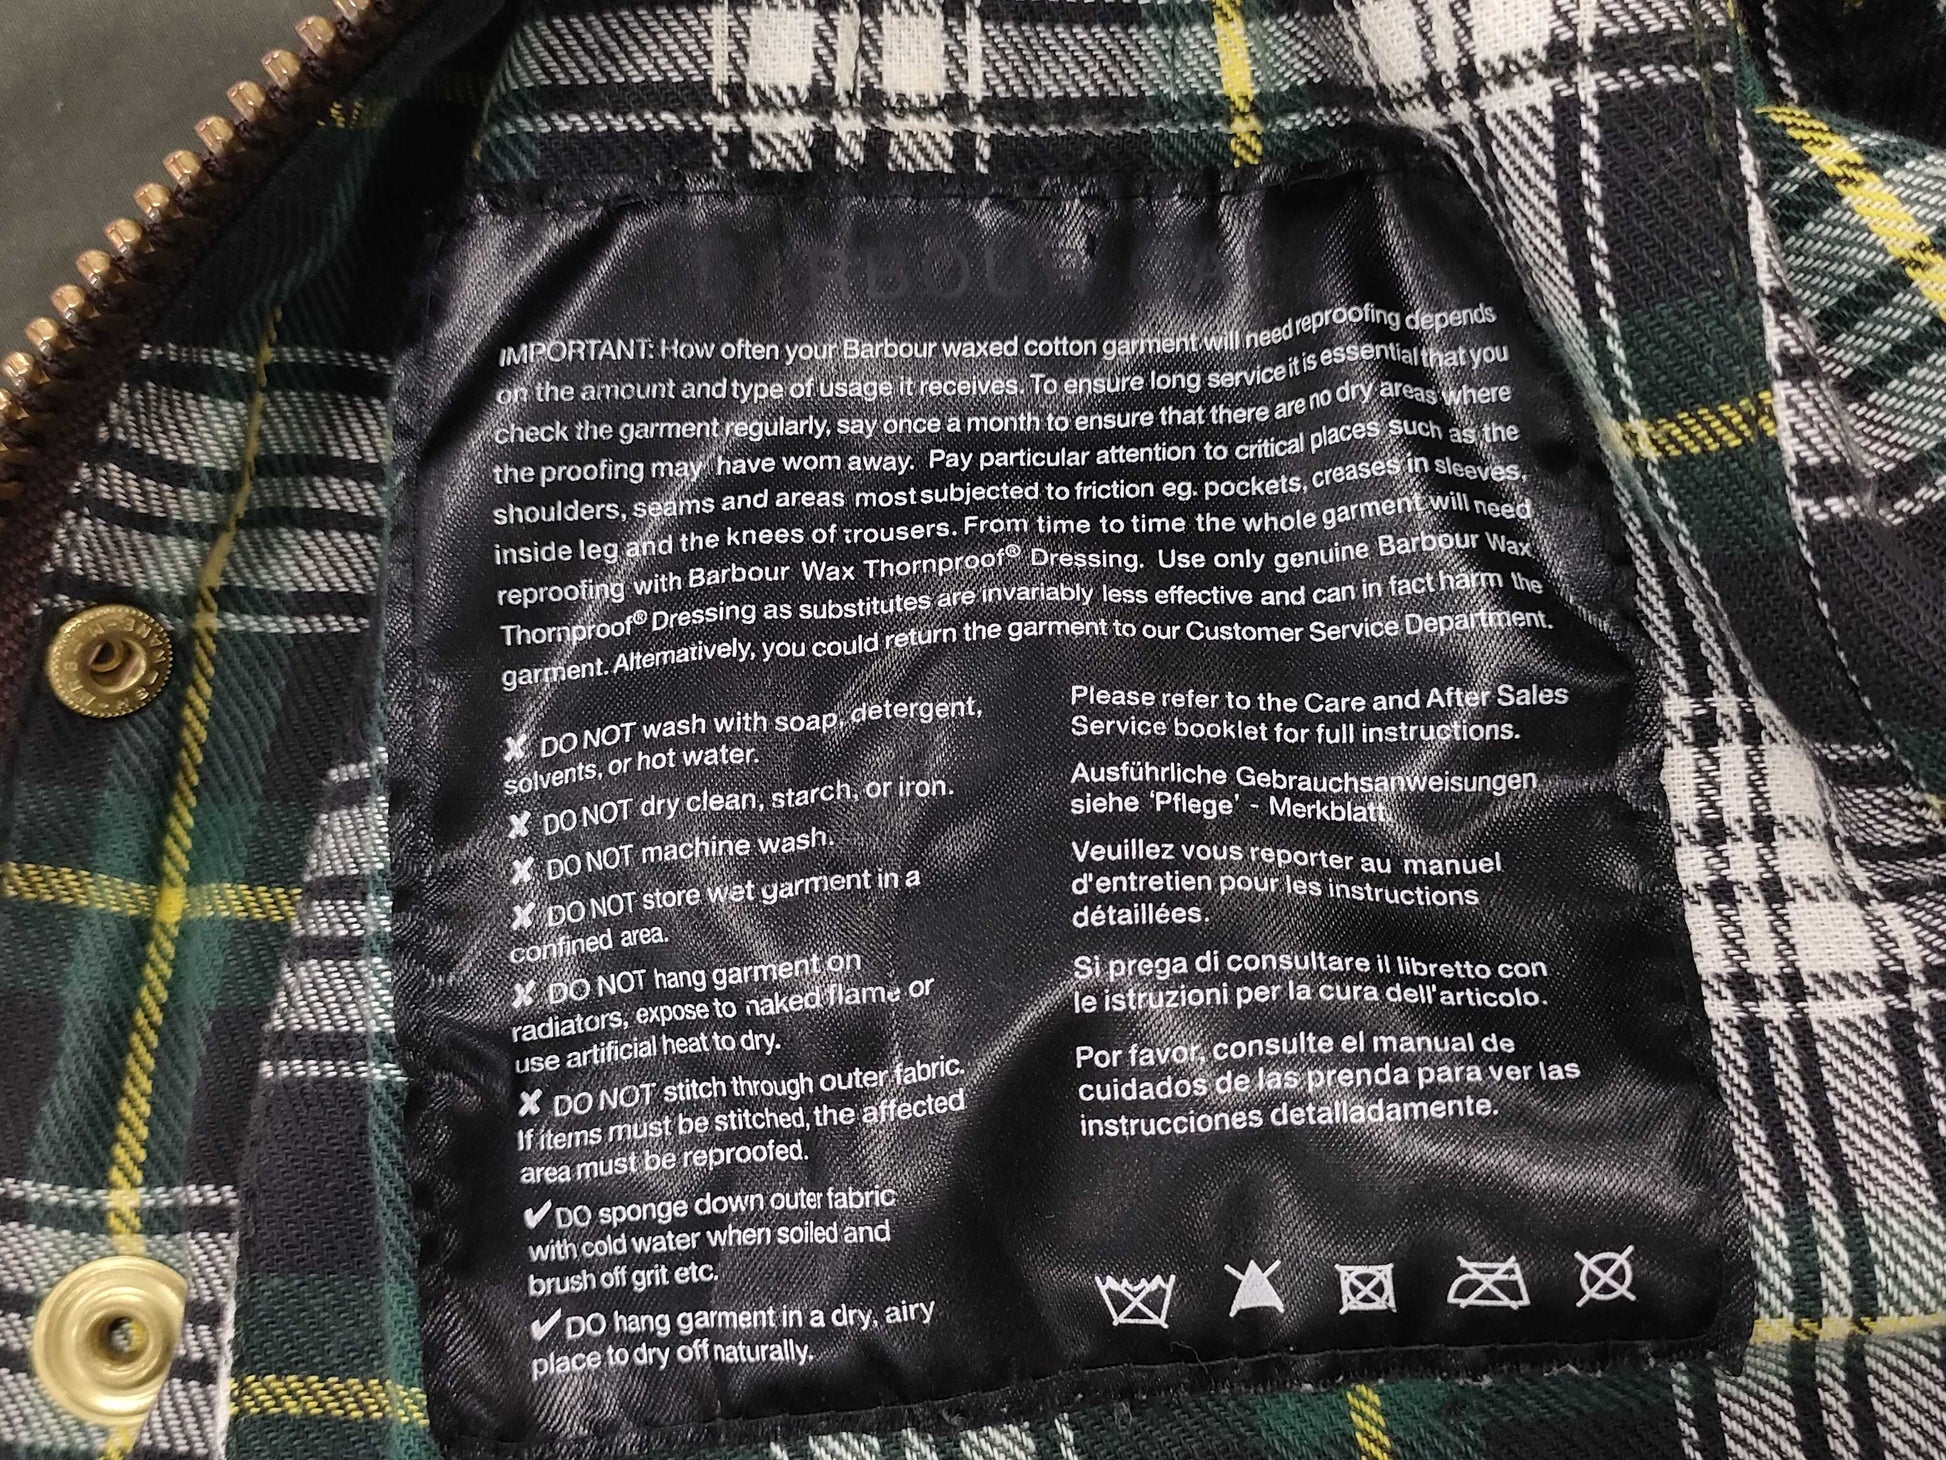 BARBOUR CARE
IMPORTANT: How often your Barbour waxed cotton garment will need reproofing depends
on the amount and type of usage it receives. To ensure long service it is essential that you
check the garment regularly, say once a month to ensure that there are no dry areas where
the proofing may have worn away. Pay particular attention to critical places such as the
shoulders, seams and areas most subjected to friction eg. pockets, creases in sleeves,
inside leg and the knees of trousers. From time to time the whole garment will need
reproofing with Barbour Wax Thornproof® Dressing. Use only genuine Barbour Wax
Thornproof® Dressing as substitutes are invariably less effective and can in fact harm the
garment. Alternatively, you could return the garment to our Customer Service Department.
✘ DO NOT wash with soap, detergent,
solvents, or hot water.
✘ DO NOT dry clean, starch, or iron.
✘ DO NOT machine wash.
✘ DO NOT store wet garment in a
confined area.
✘ DO NOT hang garment on
radiators, expose to naked flame or
use artificial heat to dry.
✘ DO NOT stitch through outer fabric.
If items must be stitched, the affected
area must be reproofed.
✔ DO sponge down outer fabric
with cold water when soiled and
brush off grit etc.
✔ DO hang garment in a dry, airy
place to dry off naturally.
Please refer to the Care and After Sales
Service booklet for full instructions.
Ausführliche Gebrauchsanweisungen
siehe 'Pflege' - Merkblatt.
Veuillez vous reporter au manuel
d'entretien pour les instructions
détaillées.
Si prega di consultare il libretto con
le istruzioni per la cura dell'articolo.
Por favor, consulte el manual de
cuidados de las prenda para ver las
instrucciones detalladamente.